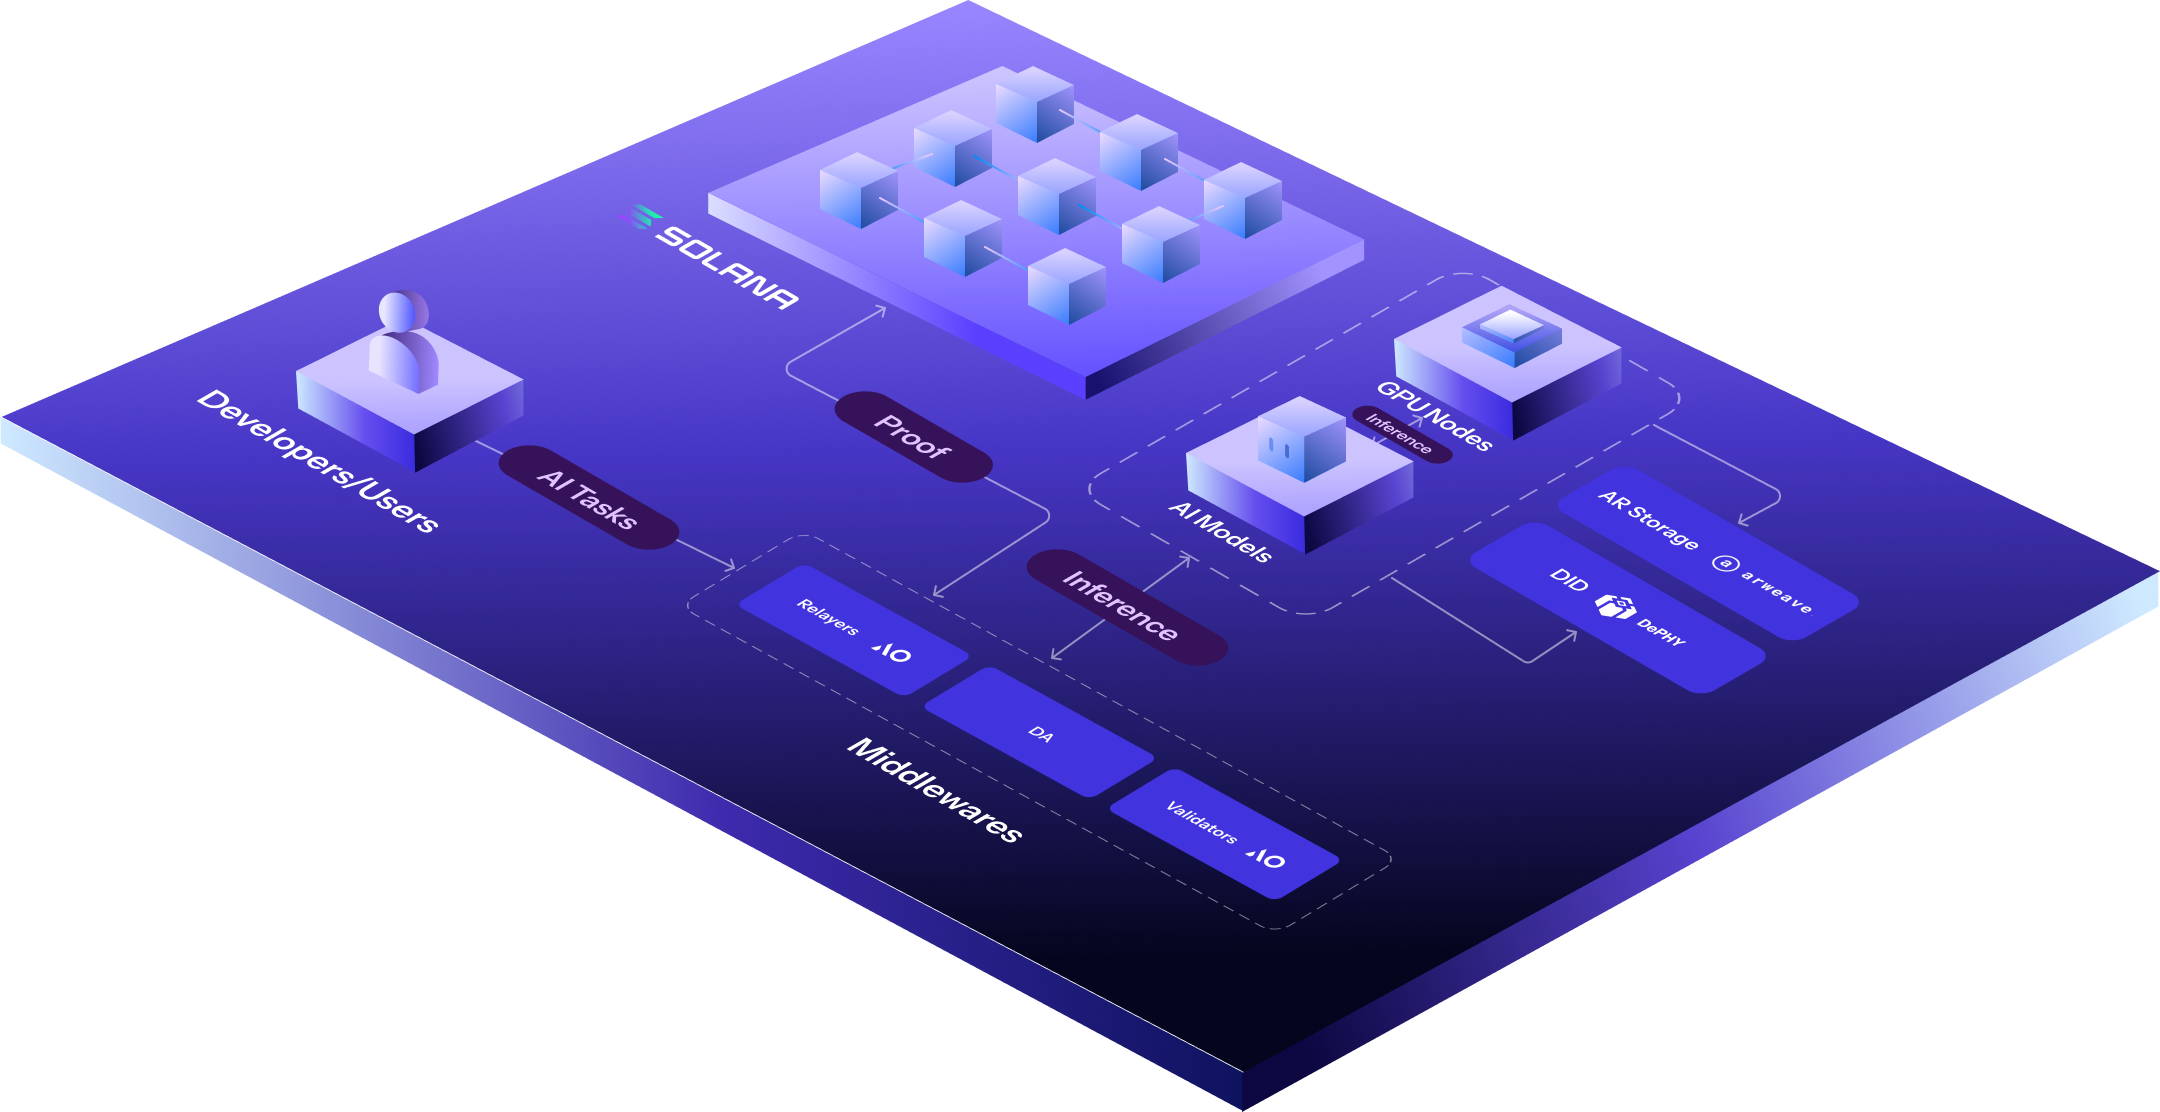 SOLANA
Developers/Users
AI Tasks
Proof
GPU Nodes
Inference
AI Models
Inference
AR Storage
a arweave
DID
DePHY
Relayers
AO
DA
Validators
AO
Middlewares